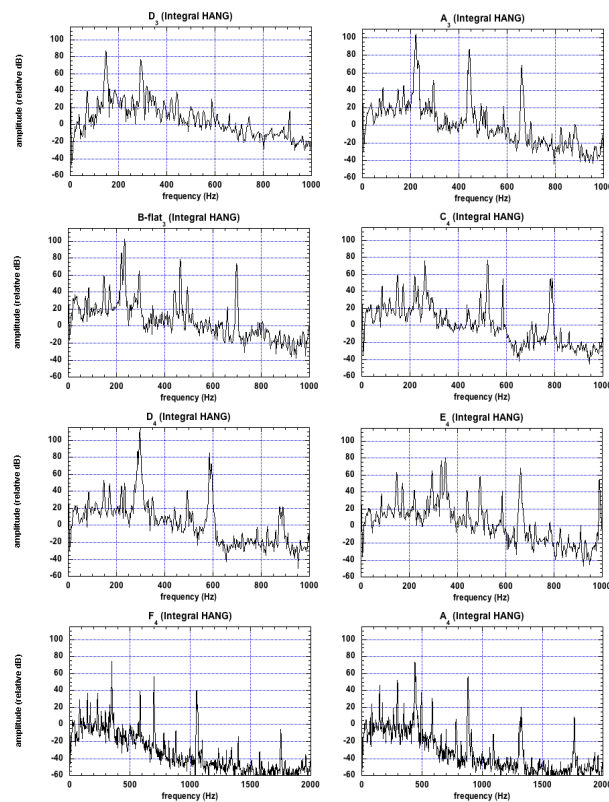 D3 (Integral HANG)
amplitude (relative dB)
100
80
60
40
20
0
-20
-40
-60
0 200 400 600 800 1000
frequency (Hz)
A3 (Integral HANG)
100
80
60
40
20
0
-20
-40
-60
0 200 400 600 800 1000
frequency (Hz)
B-flat3 (Integral HANG)
amplitude (relative dB)
100
80
60
40
20
0
-20
-40
-60
0 200 400 600 800 1000
frequency (Hz)
C4 (Integral HANG)
100
80
60
40
20
0
-20
-40
-60
0 200 400 600 800 1000
frequency (Hz)
D4 (Integral HANG)
amplitude (relative dB)
100
80
60
40
20
0
-20
-40
-60
0 200 400 600 800 1000
frequency (Hz)
E4 (Integral HANG)
100
80
60
40
20
0
-20
-40
-60
0 200 400 600 800 1000
frequency (Hz)
F4 (Integral HANG)
amplitude (relative dB)
100
80
60
40
20
0
-20
-40
-60
0 500 1000 1500 2000
frequency (Hz)
A4 (Integral HANG)
100
80
60
40
20
0
-20
-40
-60
0 500 1000 1500 2000
frequency (Hz)